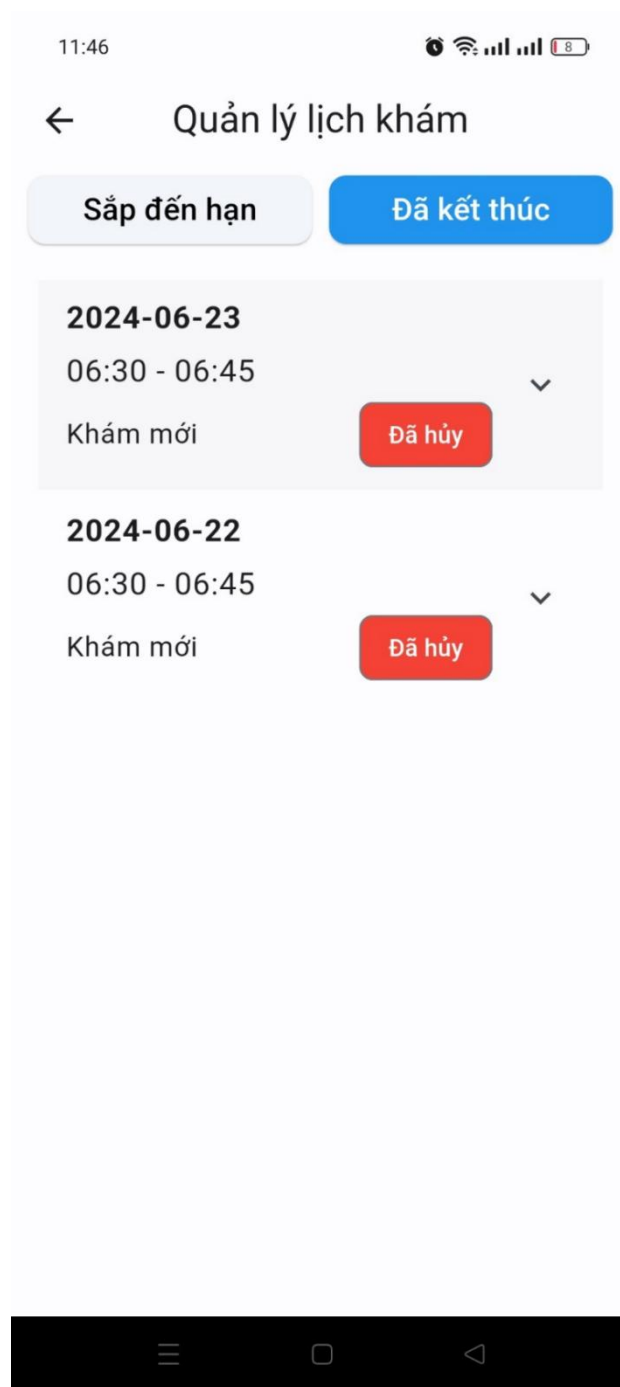 11:46
8
Quản lý lịch khám
Sắp đến hạn
Đã kết thúc
2024-06-23
06:30 - 06:45
Khám mới
Đã hủy
2024-06-22
06:30 - 06:45
Khám mới
Đã hủy